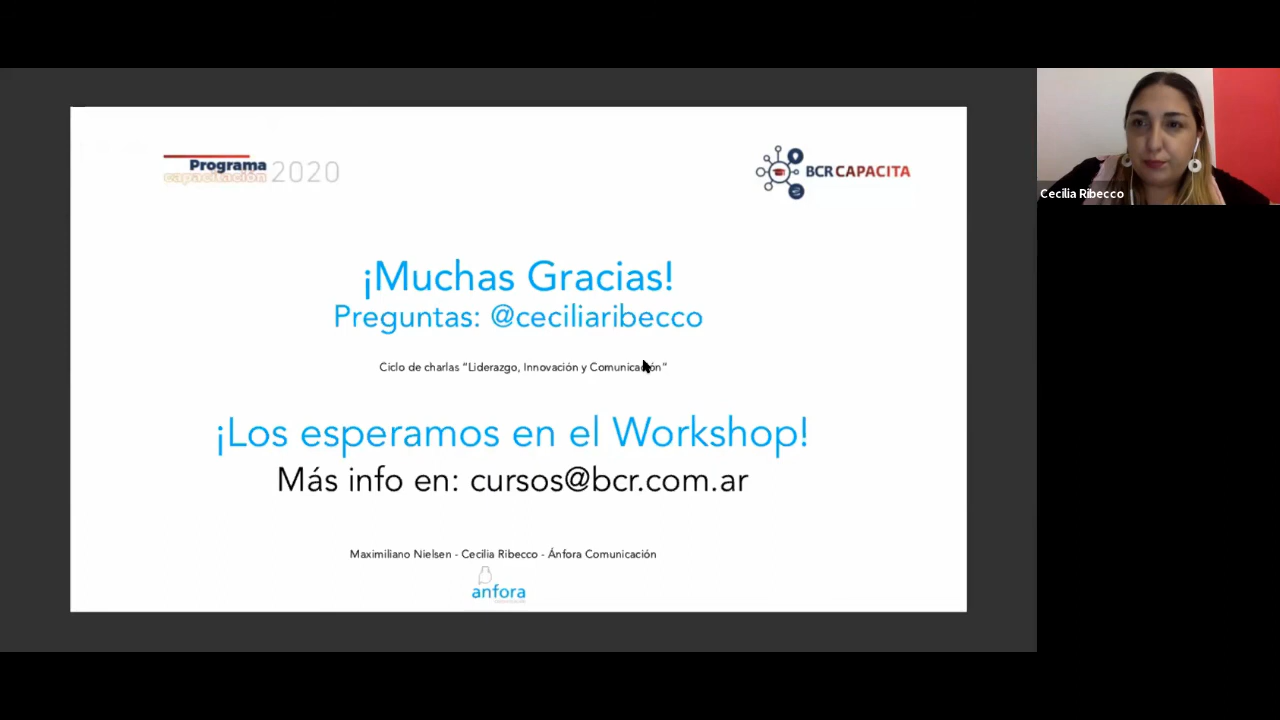 Programa
capacitación 2020
BCR CAPACITA
Cecilia Ribecco
¡Muchas Gracias!
Preguntas: @ceciliaribecco
Ciclo de charlas "Liderazgo, Innovación y Comunicación"
¡Los esperamos en el Workshop!
Más info en: cursos@bcr.com.ar
Maximiliano Nielsen - Cecilia Ribecco - Ánfora Comunicación
anfora